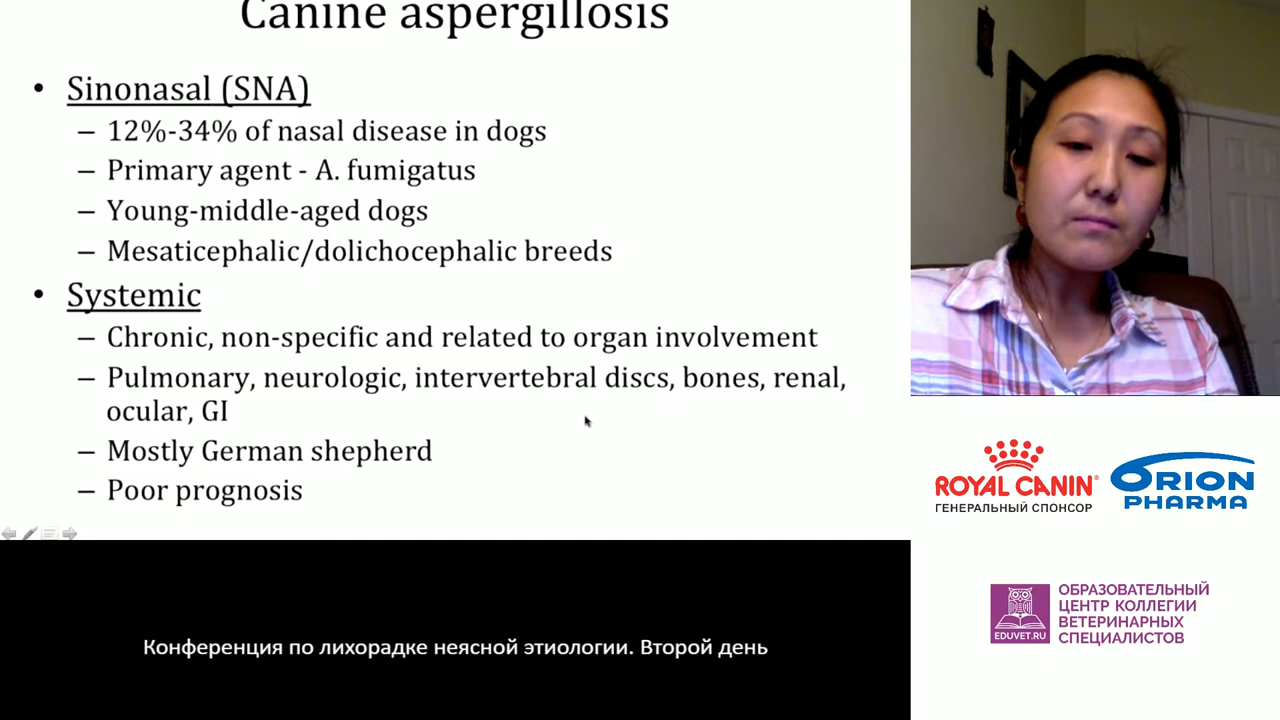 Canine aspergillosis
• Sinonasal (SNA)
– 12%-34% of nasal disease in dogs
– Primary agent - A. fumigatus
– Young-middle-aged dogs
– Mesaticephalic/dolichocephalic breeds
• Systemic
– Chronic, non-specific and related to organ involvement
– Pulmonary, neurologic, intervertebral discs, bones, renal,
ocular, GI
– Mostly German shepherd
– Poor prognosis
ROYAL CANIN®
ГЕНЕРАЛЬНЫЙ СПОНСОР
ORION
PHARMA
EDUVET.RU
ОБРАЗОВАТЕЛЬНЫЙ
ЦЕНТР КОЛЛЕГИИ
ВЕТЕРИНАРНЫХ
СПЕЦИАЛИСТОВ
Конференция по лихорадке неясной этиологии. Второй день